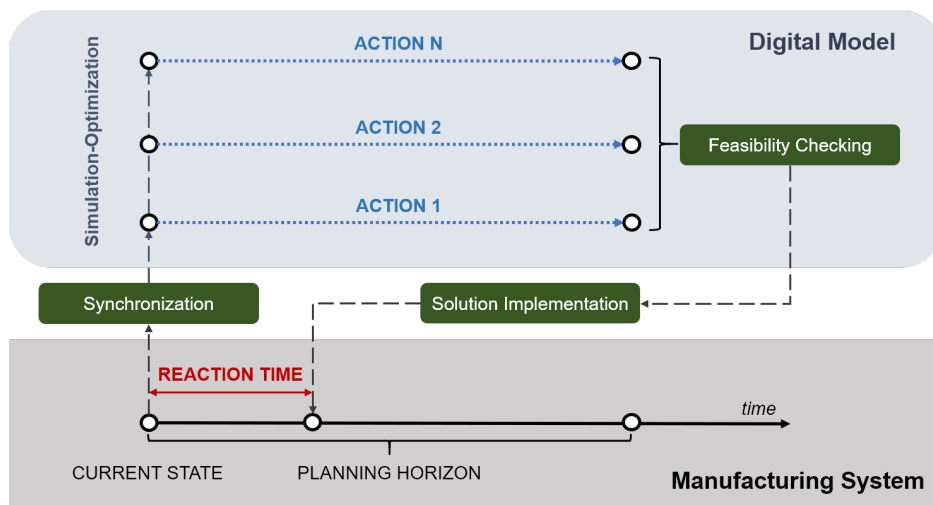 ACTION N
Digital Model
Simulation-Optimization
ACTION 2
Feasibility Checking
ACTION 1
Synchronization
Solution Implementation
REACTION TIME
time
CURRENT STATE
PLANNING HORIZON
Manufacturing System